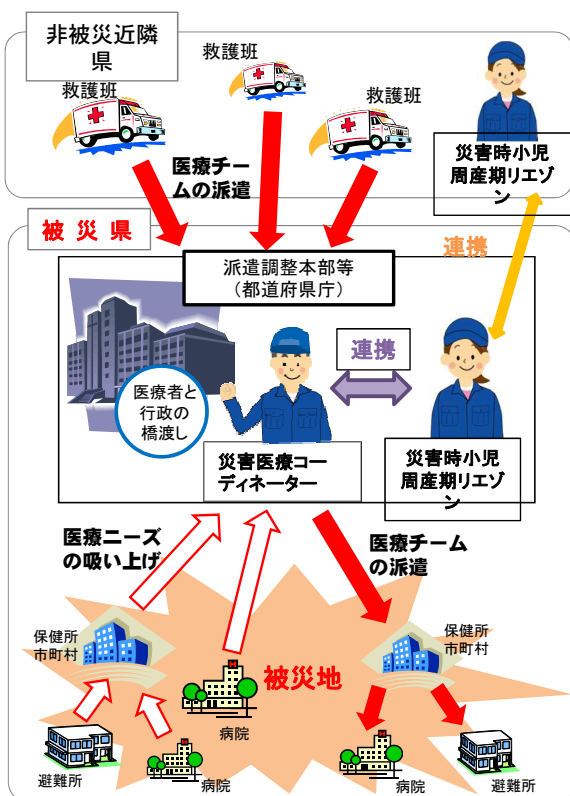 非被災近隣
県
救護班
救護班
救護班
医療チー
ムの派遣
災害時小児
周産期リエゾ
ン
被災県
連携
派遣調整本部等
（都道府県庁）
連携
医療者と
行政の
橋渡し
災害医療コー
ディネーター
災害時小児
周産期リエゾ
ン
医療ニーズ
の吸い上げ
医療チーム
の派遣
保健所
市町村
被災地
保健所
市町村
病院
避難所
病院
病院
避難所